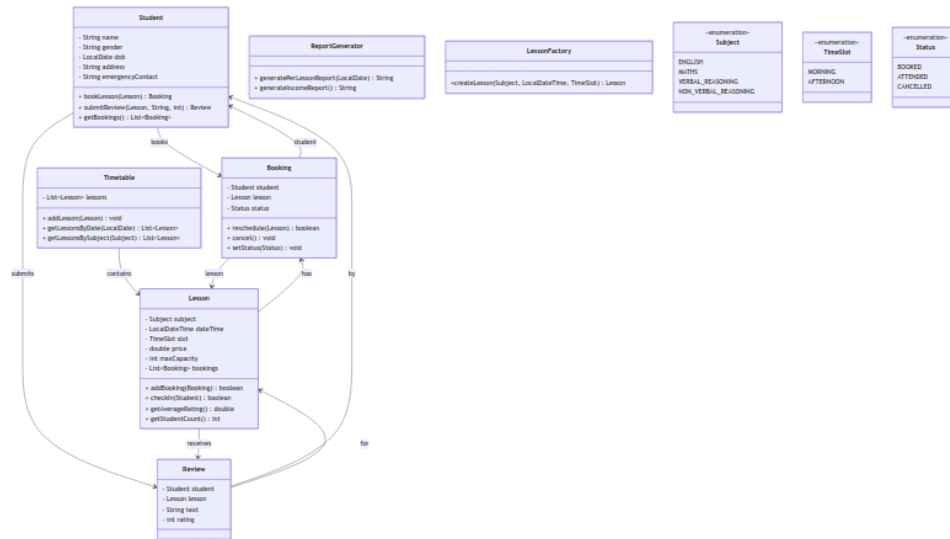 Student
- String name
- String gender
- LocalDate dob
- String address
- String emergencyContact
+ bookLesson(Lesson) : Booking
+ submitReview(Lesson, String, int) : Review
+ getBookings() : List<Booking>
ReportGenerator
+ generatePerLessonReport(LocalDate) : String
+ generateIncomeReport() : String
LessonFactory
+createLesson(Subject, LocalDateTime, TimeSlot) : Lesson
«enumeration»
Subject
ENGLISH
MATHS
VERBAL_REASONING
NON_VERBAL_REASONING
«enumeration»
TimeSlot
MORNING
AFTERNOON
«enumeration»
Status
BOOKED
ATTENDED
CANCELLED
books
student
Timetable
- List<Lesson> lessons
+ addLesson(Lesson) : void
+ getLessonsByDate(LocalDate) : List<Lesson>
+ getLessonsBySubject(Subject) : List<Lesson>
Booking
- Student student
- Lesson lesson
- Status status
+ reschedule(Lesson) : boolean
+ cancel() : void
+ setStatus(Status) : void
submits
contains
lesson
has
by
Lesson
- Subject subject
- LocalDateTime dateTime
- TimeSlot slot
- double price
- int maxCapacity
- List<Booking> bookings
+ addBooking(Booking) : boolean
+ checkIn(Student) : boolean
+ getAverageRating() : double
+ getStudentCount() : int
receives
for
Review
- Student student
- Lesson lesson
- String text
- int rating